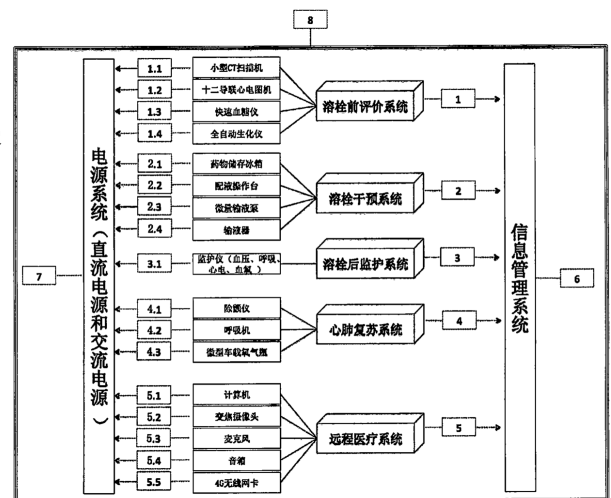 8
1.1
小型CT扫描机
1.2
十二导联心电图机
1.3
快速血糖仪
1.4
全自动生化仪
溶栓前评价系统
1
2.1
药物储存冰箱
2.2
配液操作台
2.3
微量输液泵
2.4
输液器
溶栓干预系统
2
3.1
监护仪（血压、呼吸、
心电、血氧）
溶栓后监护系统
3
4.1
除颤仪
4.2
呼吸机
4.3
微型车载氧气瓶
心肺复苏系统
4
5.1
计算机
5.2
变焦摄像头
5.3
麦克风
5.4
音箱
5.5
4G无线网卡
远程医疗系统
5
电源系统（直流电源和交流电源）
7
信息管理系统
6